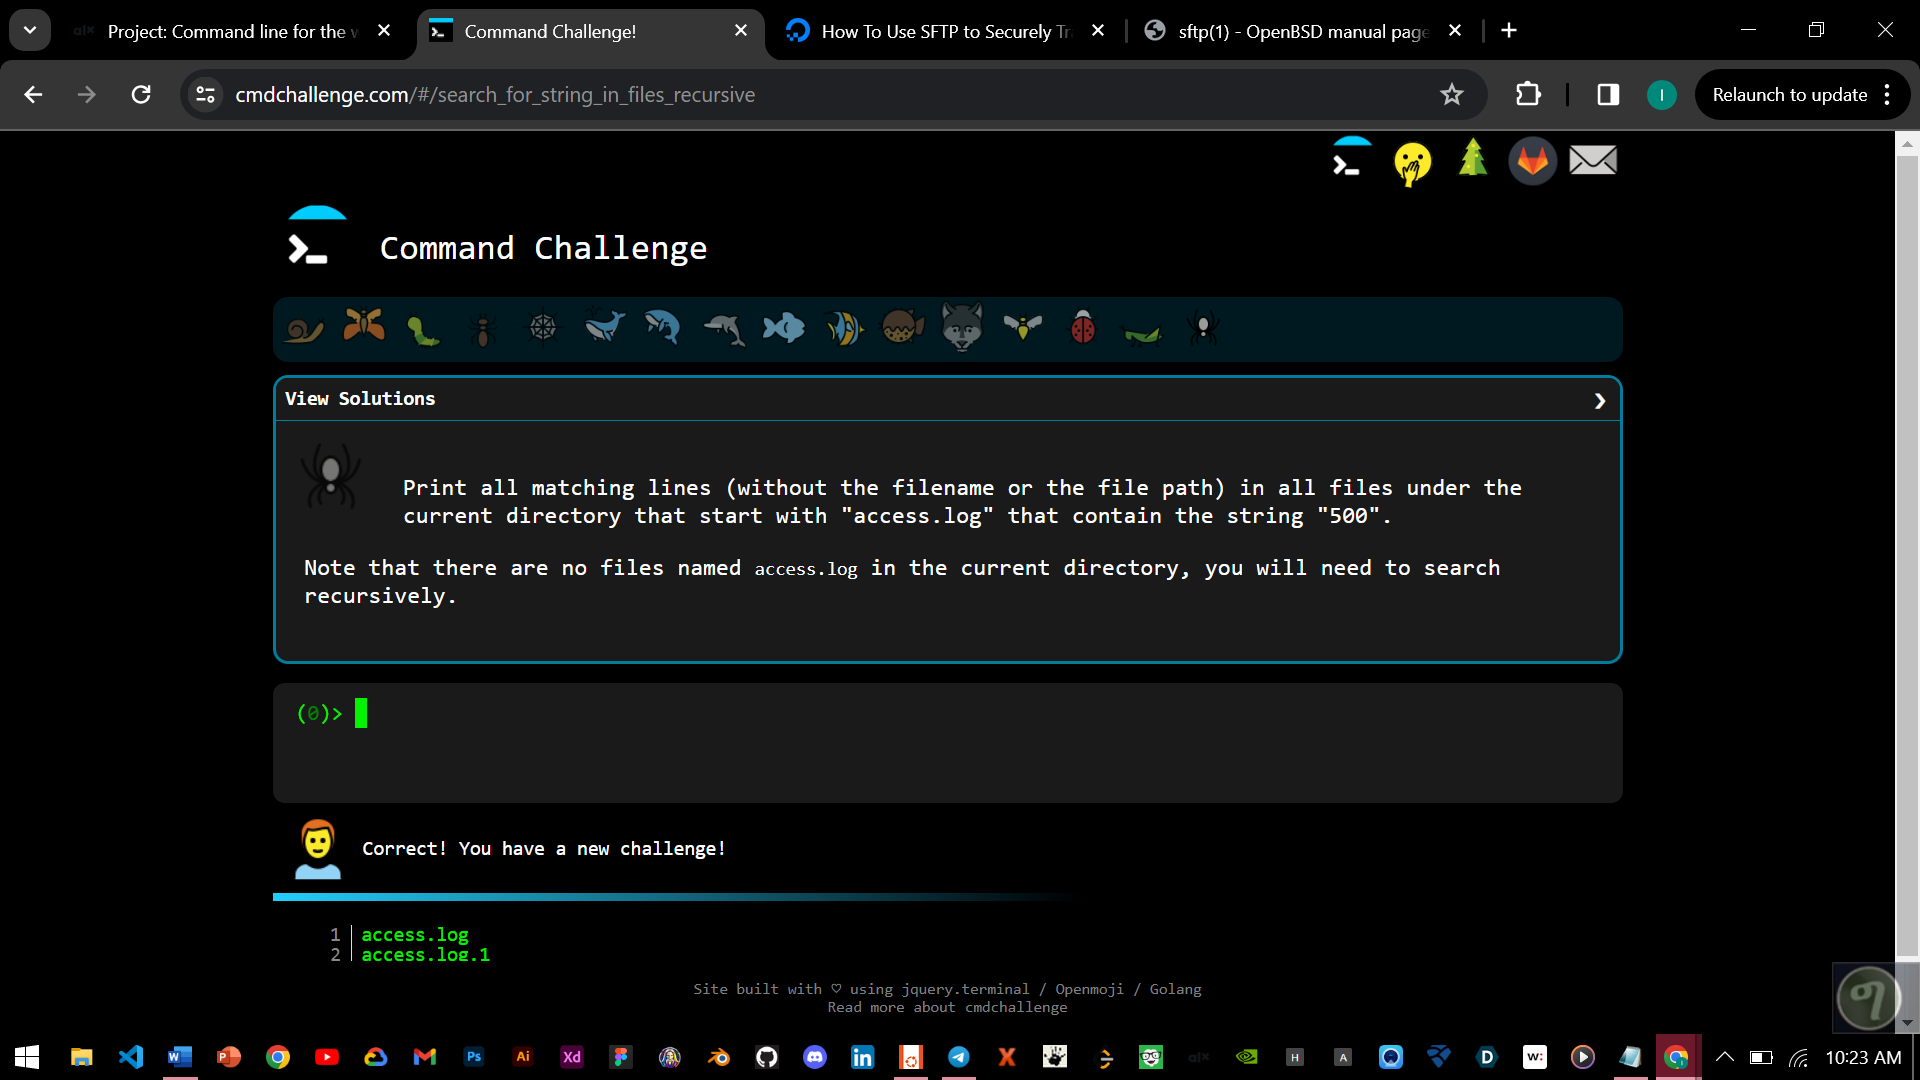 Project: Command line for the w
Command Challenge!
How To Use SFTP to Securely Tr
sftp(1) - OpenBSD manual page
cmdchallenge.com/#/search_for_string_in_files_recursive
I
Relaunch to update
Command Challenge
View Solutions
Print all matching lines (without the filename or the file path) in all files under the
current directory that start with "access.log" that contain the string "500".
Note that there are no files named access.log in the current directory, you will need to search
recursively.
(0)>
Correct! You have a new challenge!
1 access.log
2 access.log.1
Site built with ♡ using jquery.terminal / Openmoji / Golang
Read more about cmdchallenge
Ps
Ai
Xd
H
A
D
w:
10:23 AM